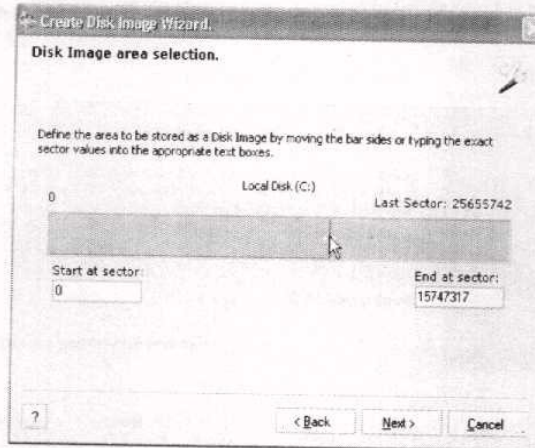 Create Disk Image Wizard.
Disk Image area selection.
Define the area to be stored as a Disk Image by moving the bar sides or typing the exact
sector values into the appropriate text boxes.
Local Disk (C:)
0
Last Sector: 25655742
Start at sector:
End at sector:
0
15747317
?
< Back
Next >
Cancel